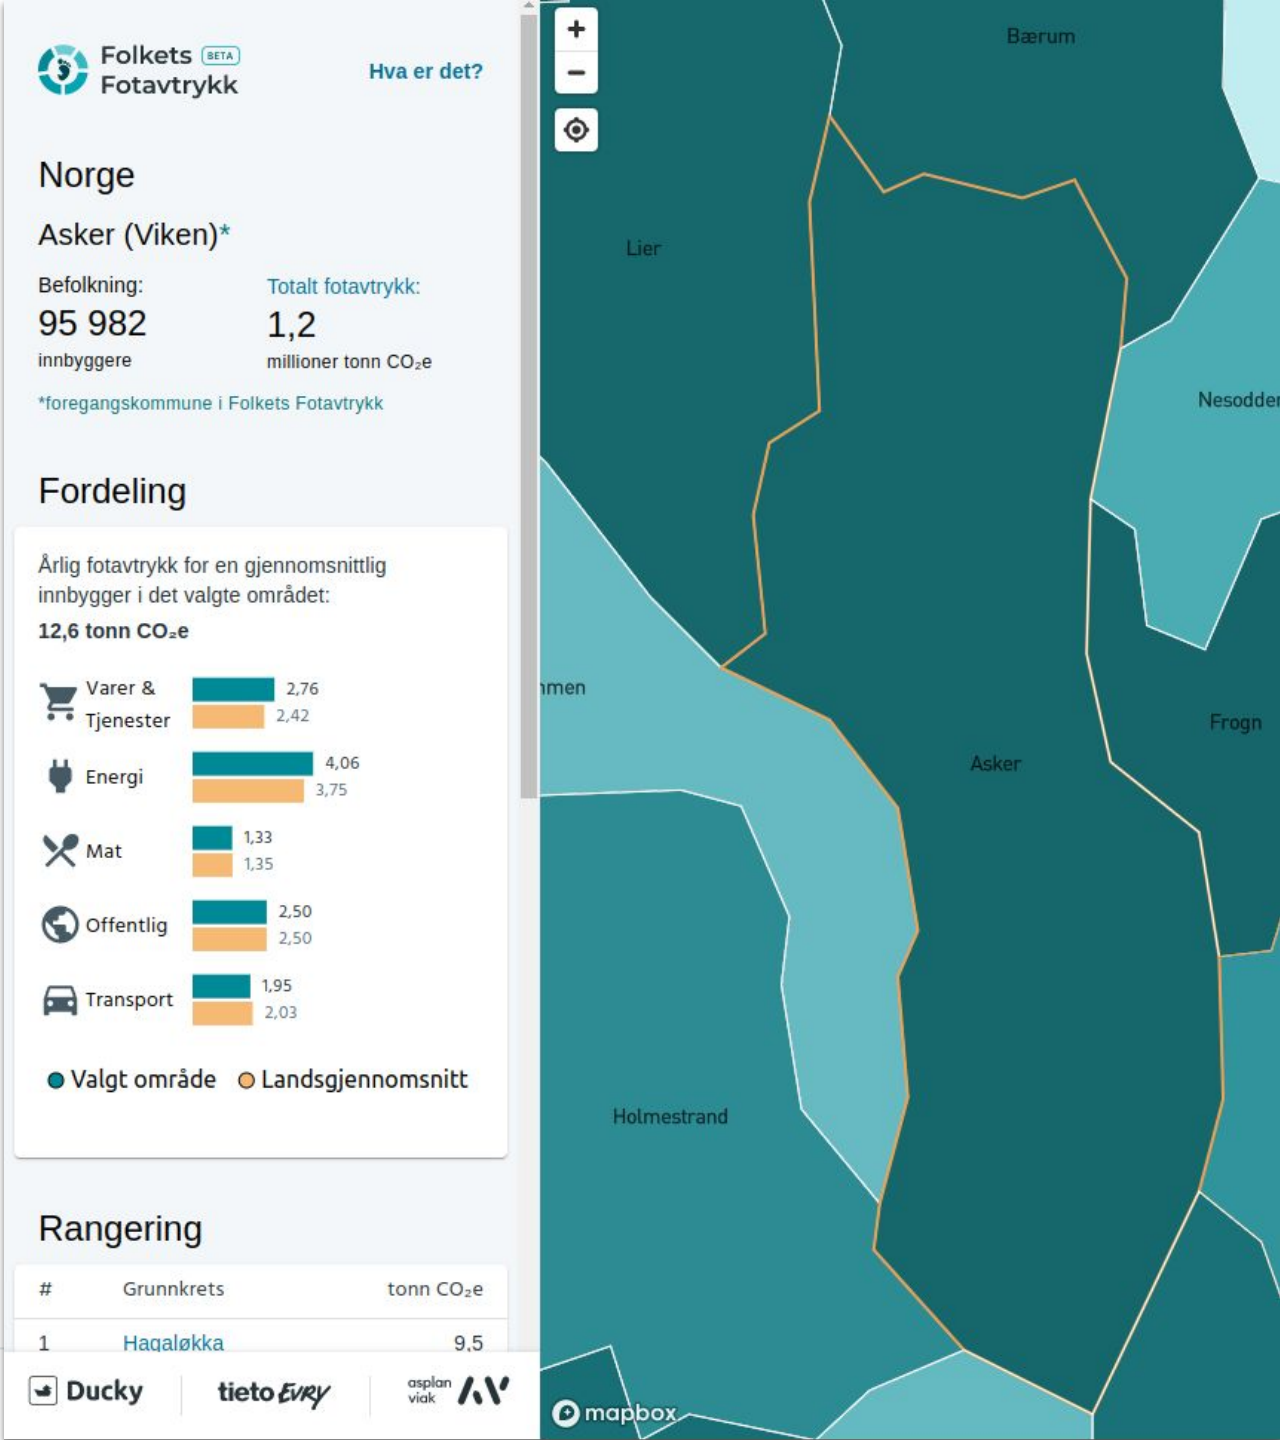 Folkets BETA
Fotavtrykk
Hva er det?
Norge
Asker (Viken)*
Befolkning:
95 982
innbyggere
Totalt fotavtrykk:
1,2
millioner tonn CO₂e
*foregangskommune i Folkets Fotavtrykk
Fordeling
Årlig fotavtrykk for en gjennomsnittlig
innbygger i det valgte området:
12,6 tonn CO₂e
Varer &
Tjenester
2,76
2,42
Energi
4,06
3,75
Mat
1,33
1,35
Offentlig
2,50
2,50
Transport
1,95
2,03
Valgt område
Landsgjennomsnitt
Rangering
# Grunnkrets tonn CO₂e
1 Hagaløkka 9,5
Ducky
tieto EVRY
asplan
viak
+
−
Bærum
Lier
Nesodden
mmen
Frogn
Asker
Holmestrand
mapbox